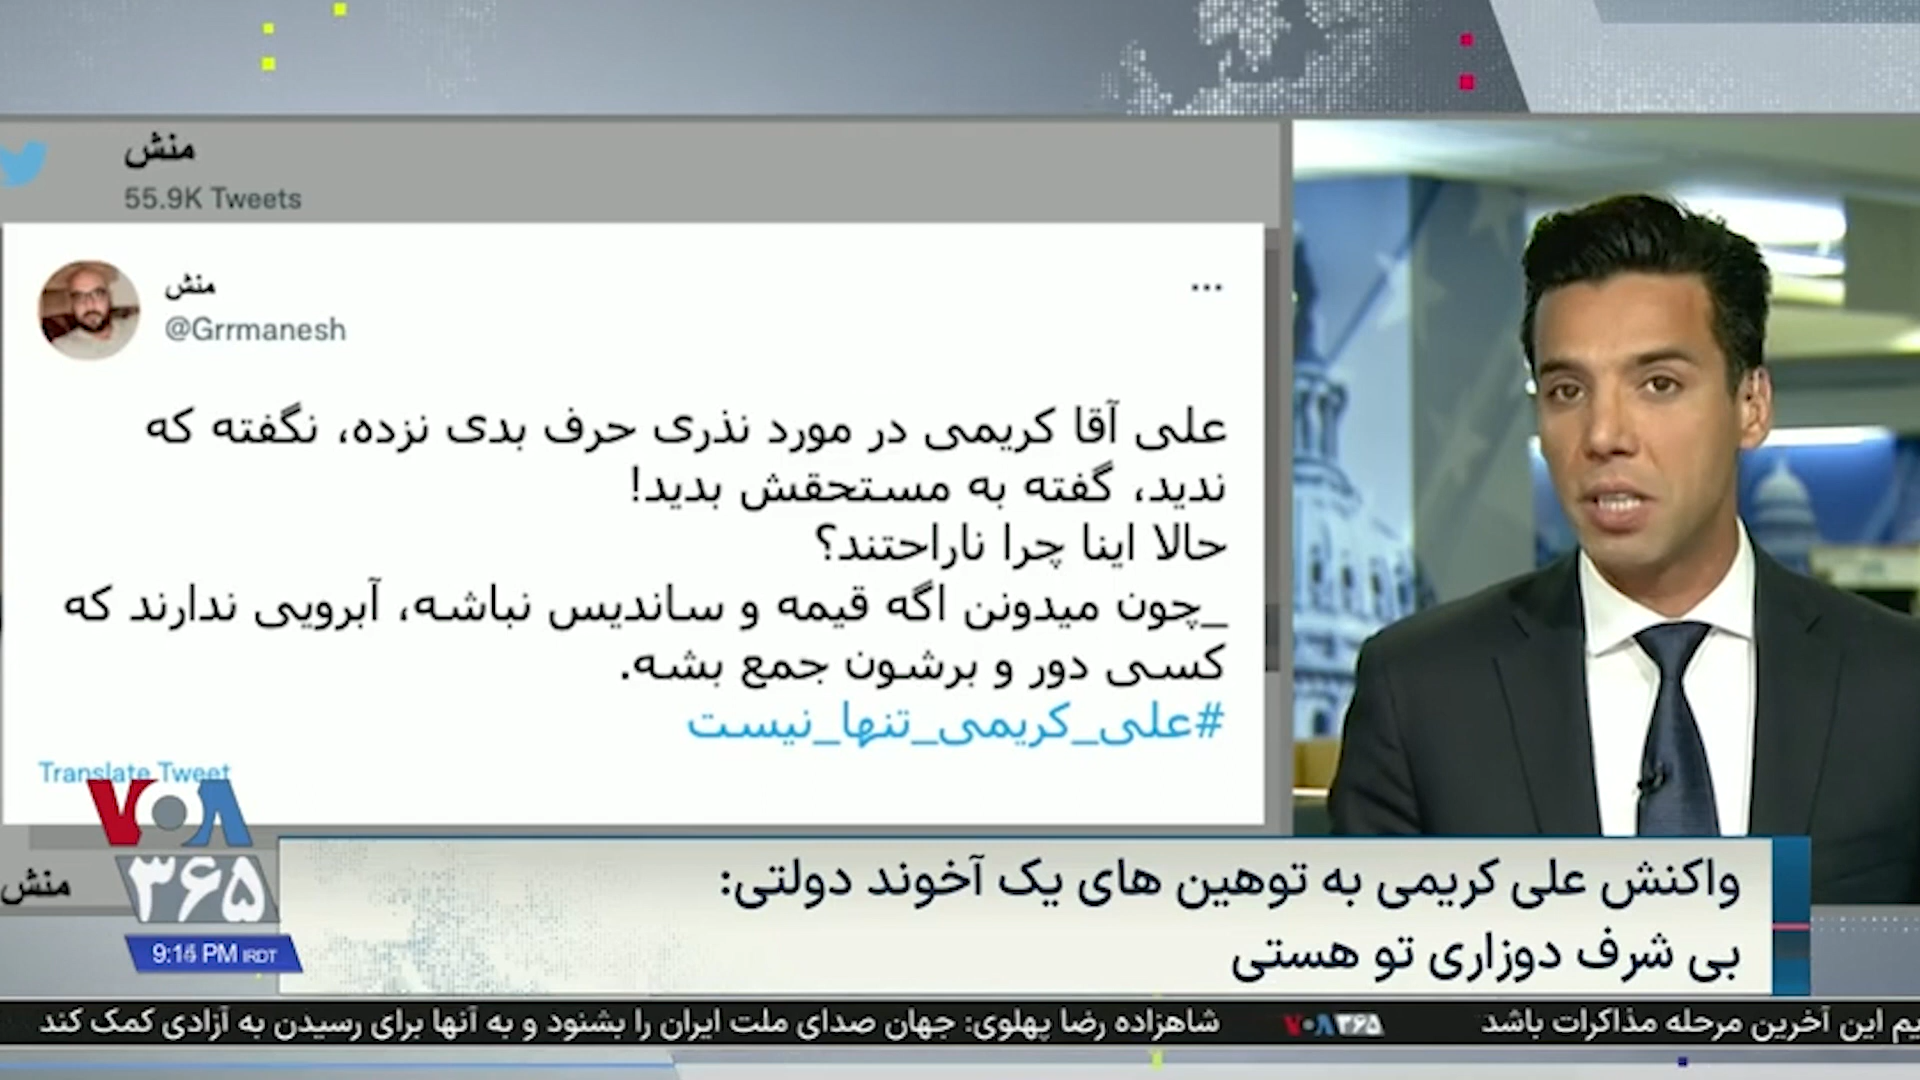 منش
55.9K Tweets
منش
@Grrmanesh
علی آقا کریمی در مورد نذری حرف بدی نزده، نگفته که
ندید، گفته به مستحقش بدید!
حالا اینا چرا ناراحتند؟
_چون میدونن اگه قیمه و ساندیس نباشه، آبرویی ندارند که
کسی دور و برشون جمع بشه.
#علی_کریمی_تنها_نیست
Translate Tweet
VOA
۳۶۵
منش
9:15 PM IRDT
واکنش علی کریمی به توهین های یک آخوند دولتی:
بی شرف دوزاری تو هستی
یم این آخرین مرحله مذاکرات باشد VOA۳۶۵ شاهزاده رضا پهلوی: جهان صدای ملت ایران را بشنود و به آنها برای رسیدن به آزادی کمک کند